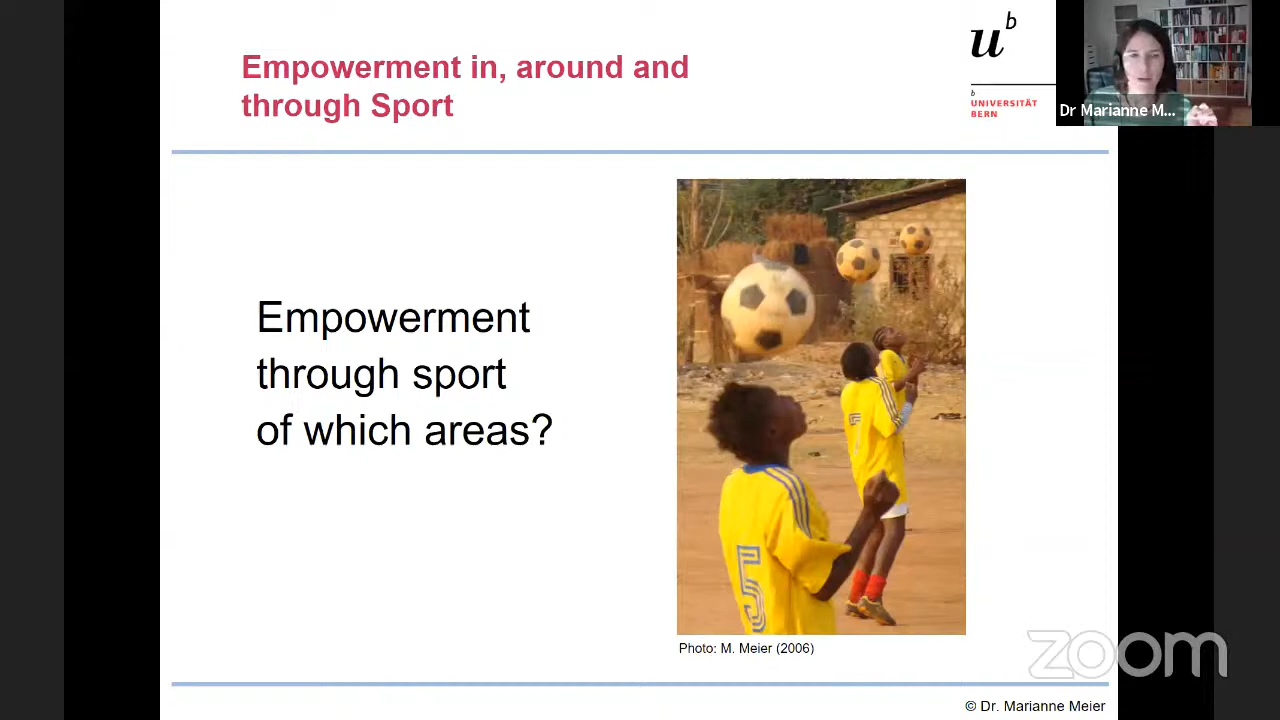 Empowerment in, around and
through Sport
u
b
b
UNIVERSITÄT
BERN
Dr Marianne M...
Empowerment
through sport
of which areas?
5
Photo: M. Meier (2006)
zoom
© Dr. Marianne Meier